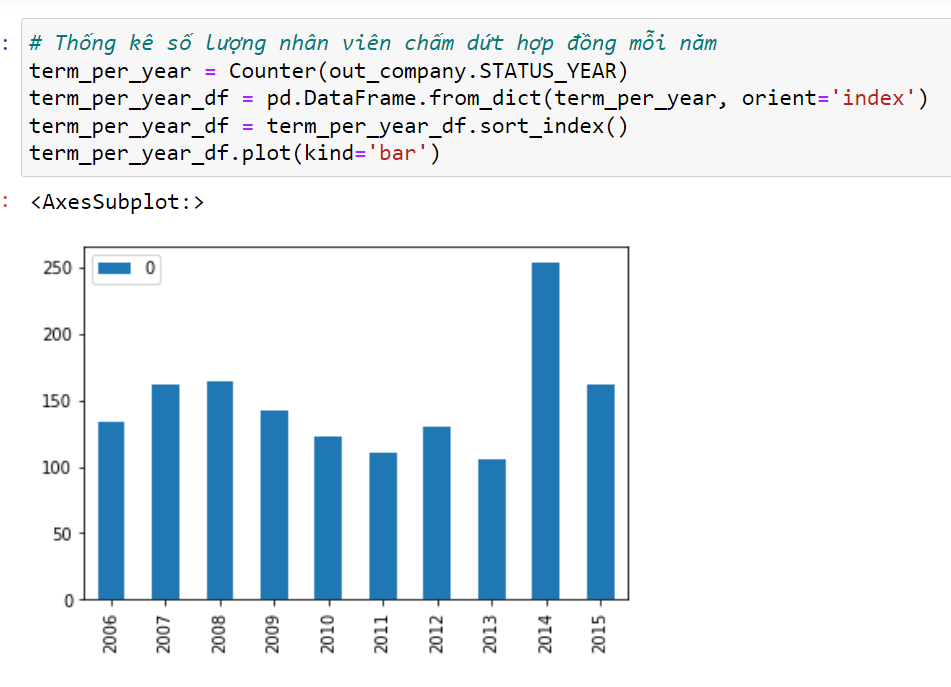 :
# Thống kê số lượng nhân viên chấm dứt hợp đồng mỗi năm
term_per_year = Counter(out_company.STATUS_YEAR)
term_per_year_df = pd.DataFrame.from_dict(term_per_year, orient='index')
term_per_year_df = term_per_year_df.sort_index()
term_per_year_df.plot(kind='bar')
: <AxesSubplot:>
0
250
200
150
100
50
0
2006 2007 2008 2009 2010 2011 2012 2013 2014 2015